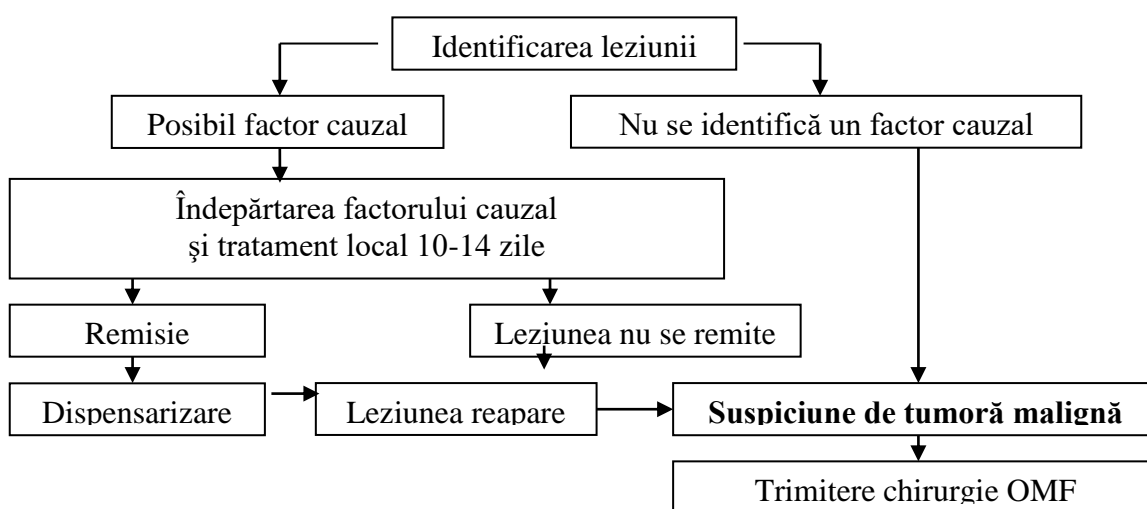 Identificarea leziunii
Posibil factor cauzal
Nu se identifică un factor cauzal
Îndepărtarea factorului cauzal
şi tratament local 10-14 zile
Remisie
Leziunea nu se remite
Dispensarizare
Leziunea reapare
Suspiciune de tumoră malignă
Trimitere chirurgie OMF